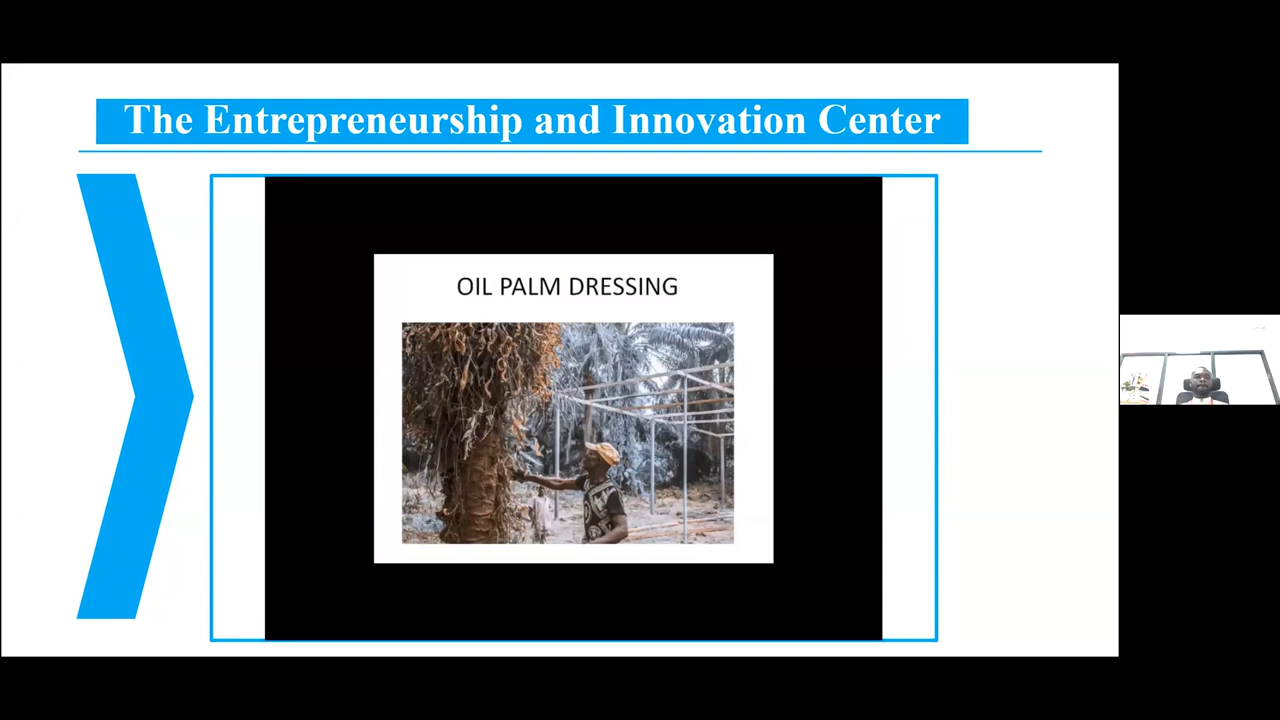 The Entrepreneurship and Innovation Center
OIL PALM DRESSING